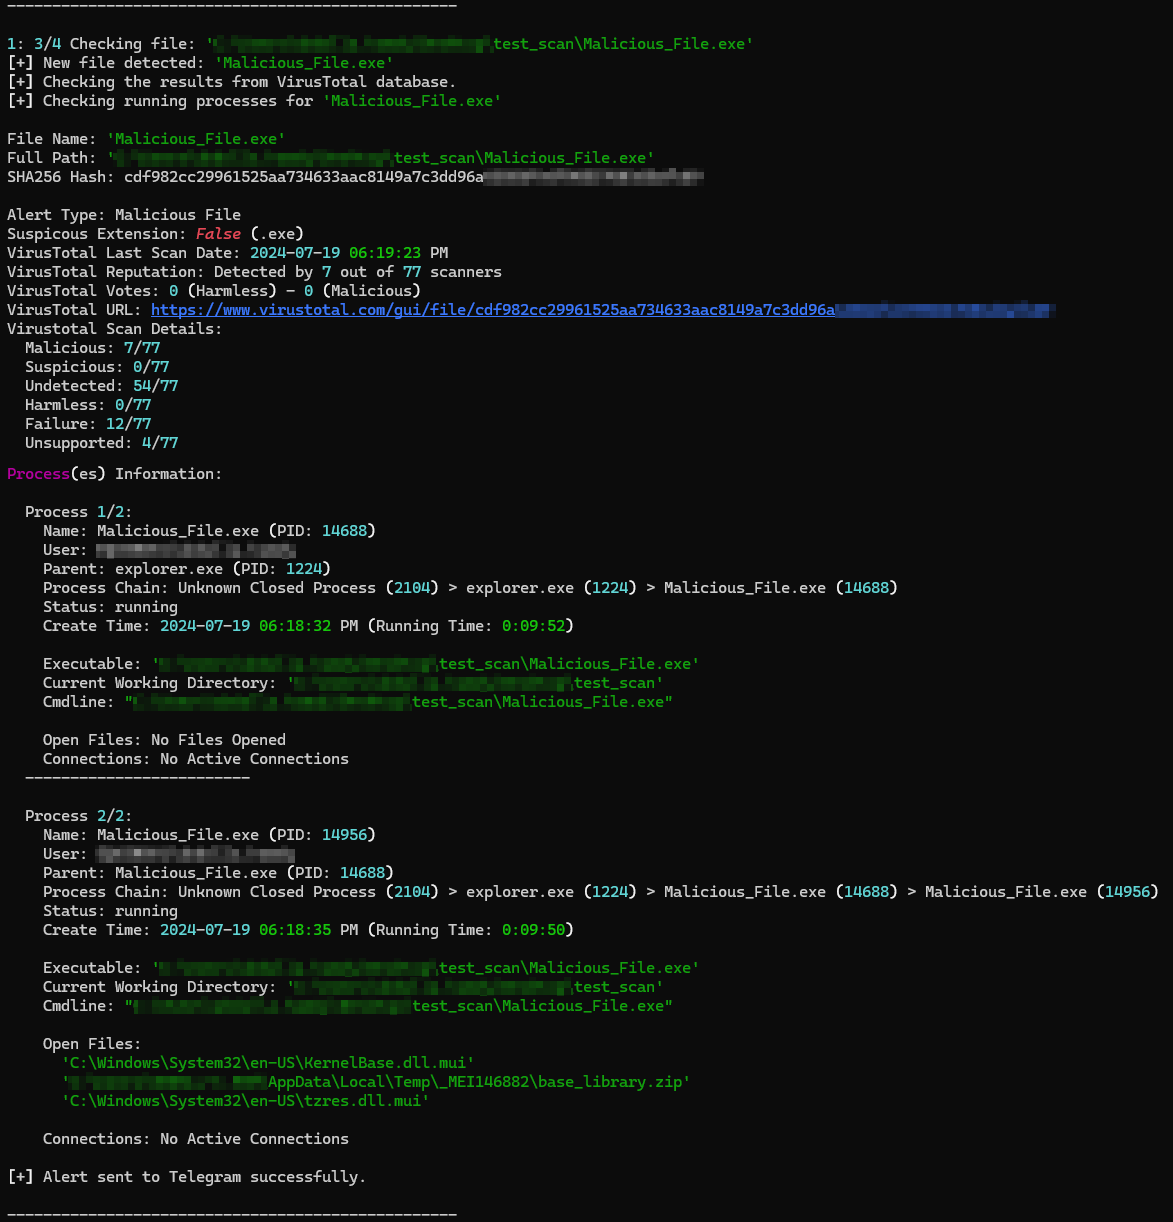 --------------------------------------------------
1: 3/4 Checking file: 'test_scan\Malicious_File.exe'
[+] New file detected: 'Malicious_File.exe'
[+] Checking the results from VirusTotal database.
[+] Checking running processes for 'Malicious_File.exe'
File Name: 'Malicious_File.exe'
Full Path: 'test_scan\Malicious_File.exe'
SHA256 Hash: cdf982cc29961525aa734633aac8149a7c3dd96a
Alert Type: Malicious File
Suspicous Extension: False (.exe)
VirusTotal Last Scan Date: 2024-07-19 06:19:23 PM
VirusTotal Reputation: Detected by 7 out of 77 scanners
VirusTotal Votes: 0 (Harmless) - 0 (Malicious)
VirusTotal URL: https://www.virustotal.com/gui/file/cdf982cc29961525aa734633aac8149a7c3dd96a
Virustotal Scan Details:
Malicious: 7/77
Suspicious: 0/77
Undetected: 54/77
Harmless: 0/77
Failure: 12/77
Unsupported: 4/77
Process(es) Information:
Process 1/2:
Name: Malicious_File.exe (PID: 14688)
User:
Parent: explorer.exe (PID: 1224)
Process Chain: Unknown Closed Process (2104) > explorer.exe (1224) > Malicious_File.exe (14688)
Status: running
Create Time: 2024-07-19 06:18:32 PM (Running Time: 0:09:52)
Executable: 'test_scan\Malicious_File.exe'
Current Working Directory: 'test_scan'
Cmdline: "test_scan\Malicious_File.exe"
Open Files: No Files Opened
Connections: No Active Connections
-------------------------
Process 2/2:
Name: Malicious_File.exe (PID: 14956)
User:
Parent: Malicious_File.exe (PID: 14688)
Process Chain: Unknown Closed Process (2104) > explorer.exe (1224) > Malicious_File.exe (14688) > Malicious_File.exe (14956)
Status: running
Create Time: 2024-07-19 06:18:35 PM (Running Time: 0:09:50)
Executable: 'test_scan\Malicious_File.exe'
Current Working Directory: 'test_scan'
Cmdline: "test_scan\Malicious_File.exe"
Open Files:
'C:\Windows\System32\en-US\KernelBase.dll.mui'
'AppData\Local\Temp\_MEI146882\base_library.zip'
'C:\Windows\System32\en-US\tzres.dll.mui'
Connections: No Active Connections
[+] Alert sent to Telegram successfully.
--------------------------------------------------